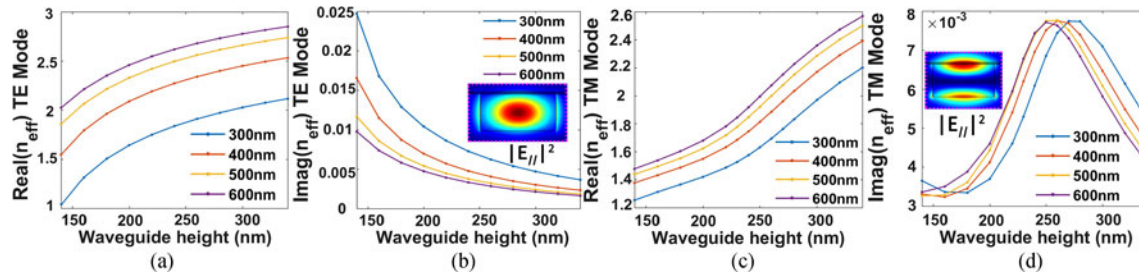 Real(neff) TE Mode
3
2.5
2
1.5
1
150 200 250 300
Waveguide height (nm)
300nm
400nm
500nm
600nm
(a)
Imag(neff) TE Mode
0.025
0.02
0.015
0.01
0.005
0
150 200 250 300
Waveguide height (nm)
300nm
400nm
500nm
600nm
|E//|²
(b)
Real(neff) TM Mode
2.6
2.4
2.2
2
1.8
1.6
1.4
1.2
150 200 250 300
Waveguide height (nm)
300nm
400nm
500nm
600nm
(c)
Imag(neff) TM Mode
8
7
6
5
4
3
× 10⁻³
150 200 250 300
Waveguide height (nm)
|E//|²
300nm
400nm
500nm
600nm
(d)